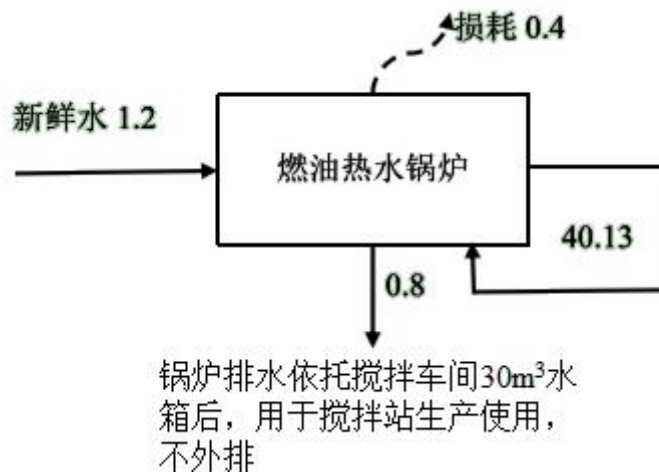 损耗 0.4
新鲜水 1.2
燃油热水锅炉
40.13
0.8
锅炉排水依托搅拌车间30m³水
箱后，用于搅拌站生产使用，
不外排